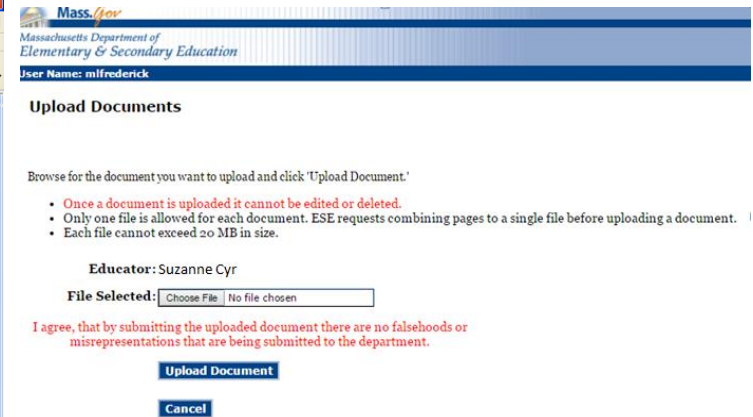 Mass.Gov
Massachusetts Department of
Elementary & Secondary Education
User Name: mlfrederick
Upload Documents
Browse for the document you want to upload and click 'Upload Document.'
• Once a document is uploaded it cannot be edited or deleted.
• Only one file is allowed for each document. ESE requests combining pages to a single file before uploading a document.
• Each file cannot exceed 20 MB in size.
Educator: Suzanne Cyr
File Selected: Choose File No file chosen
I agree, that by submitting the uploaded document there are no falsehoods or
misrepresentations that are being submitted to the department.
Upload Document
Cancel